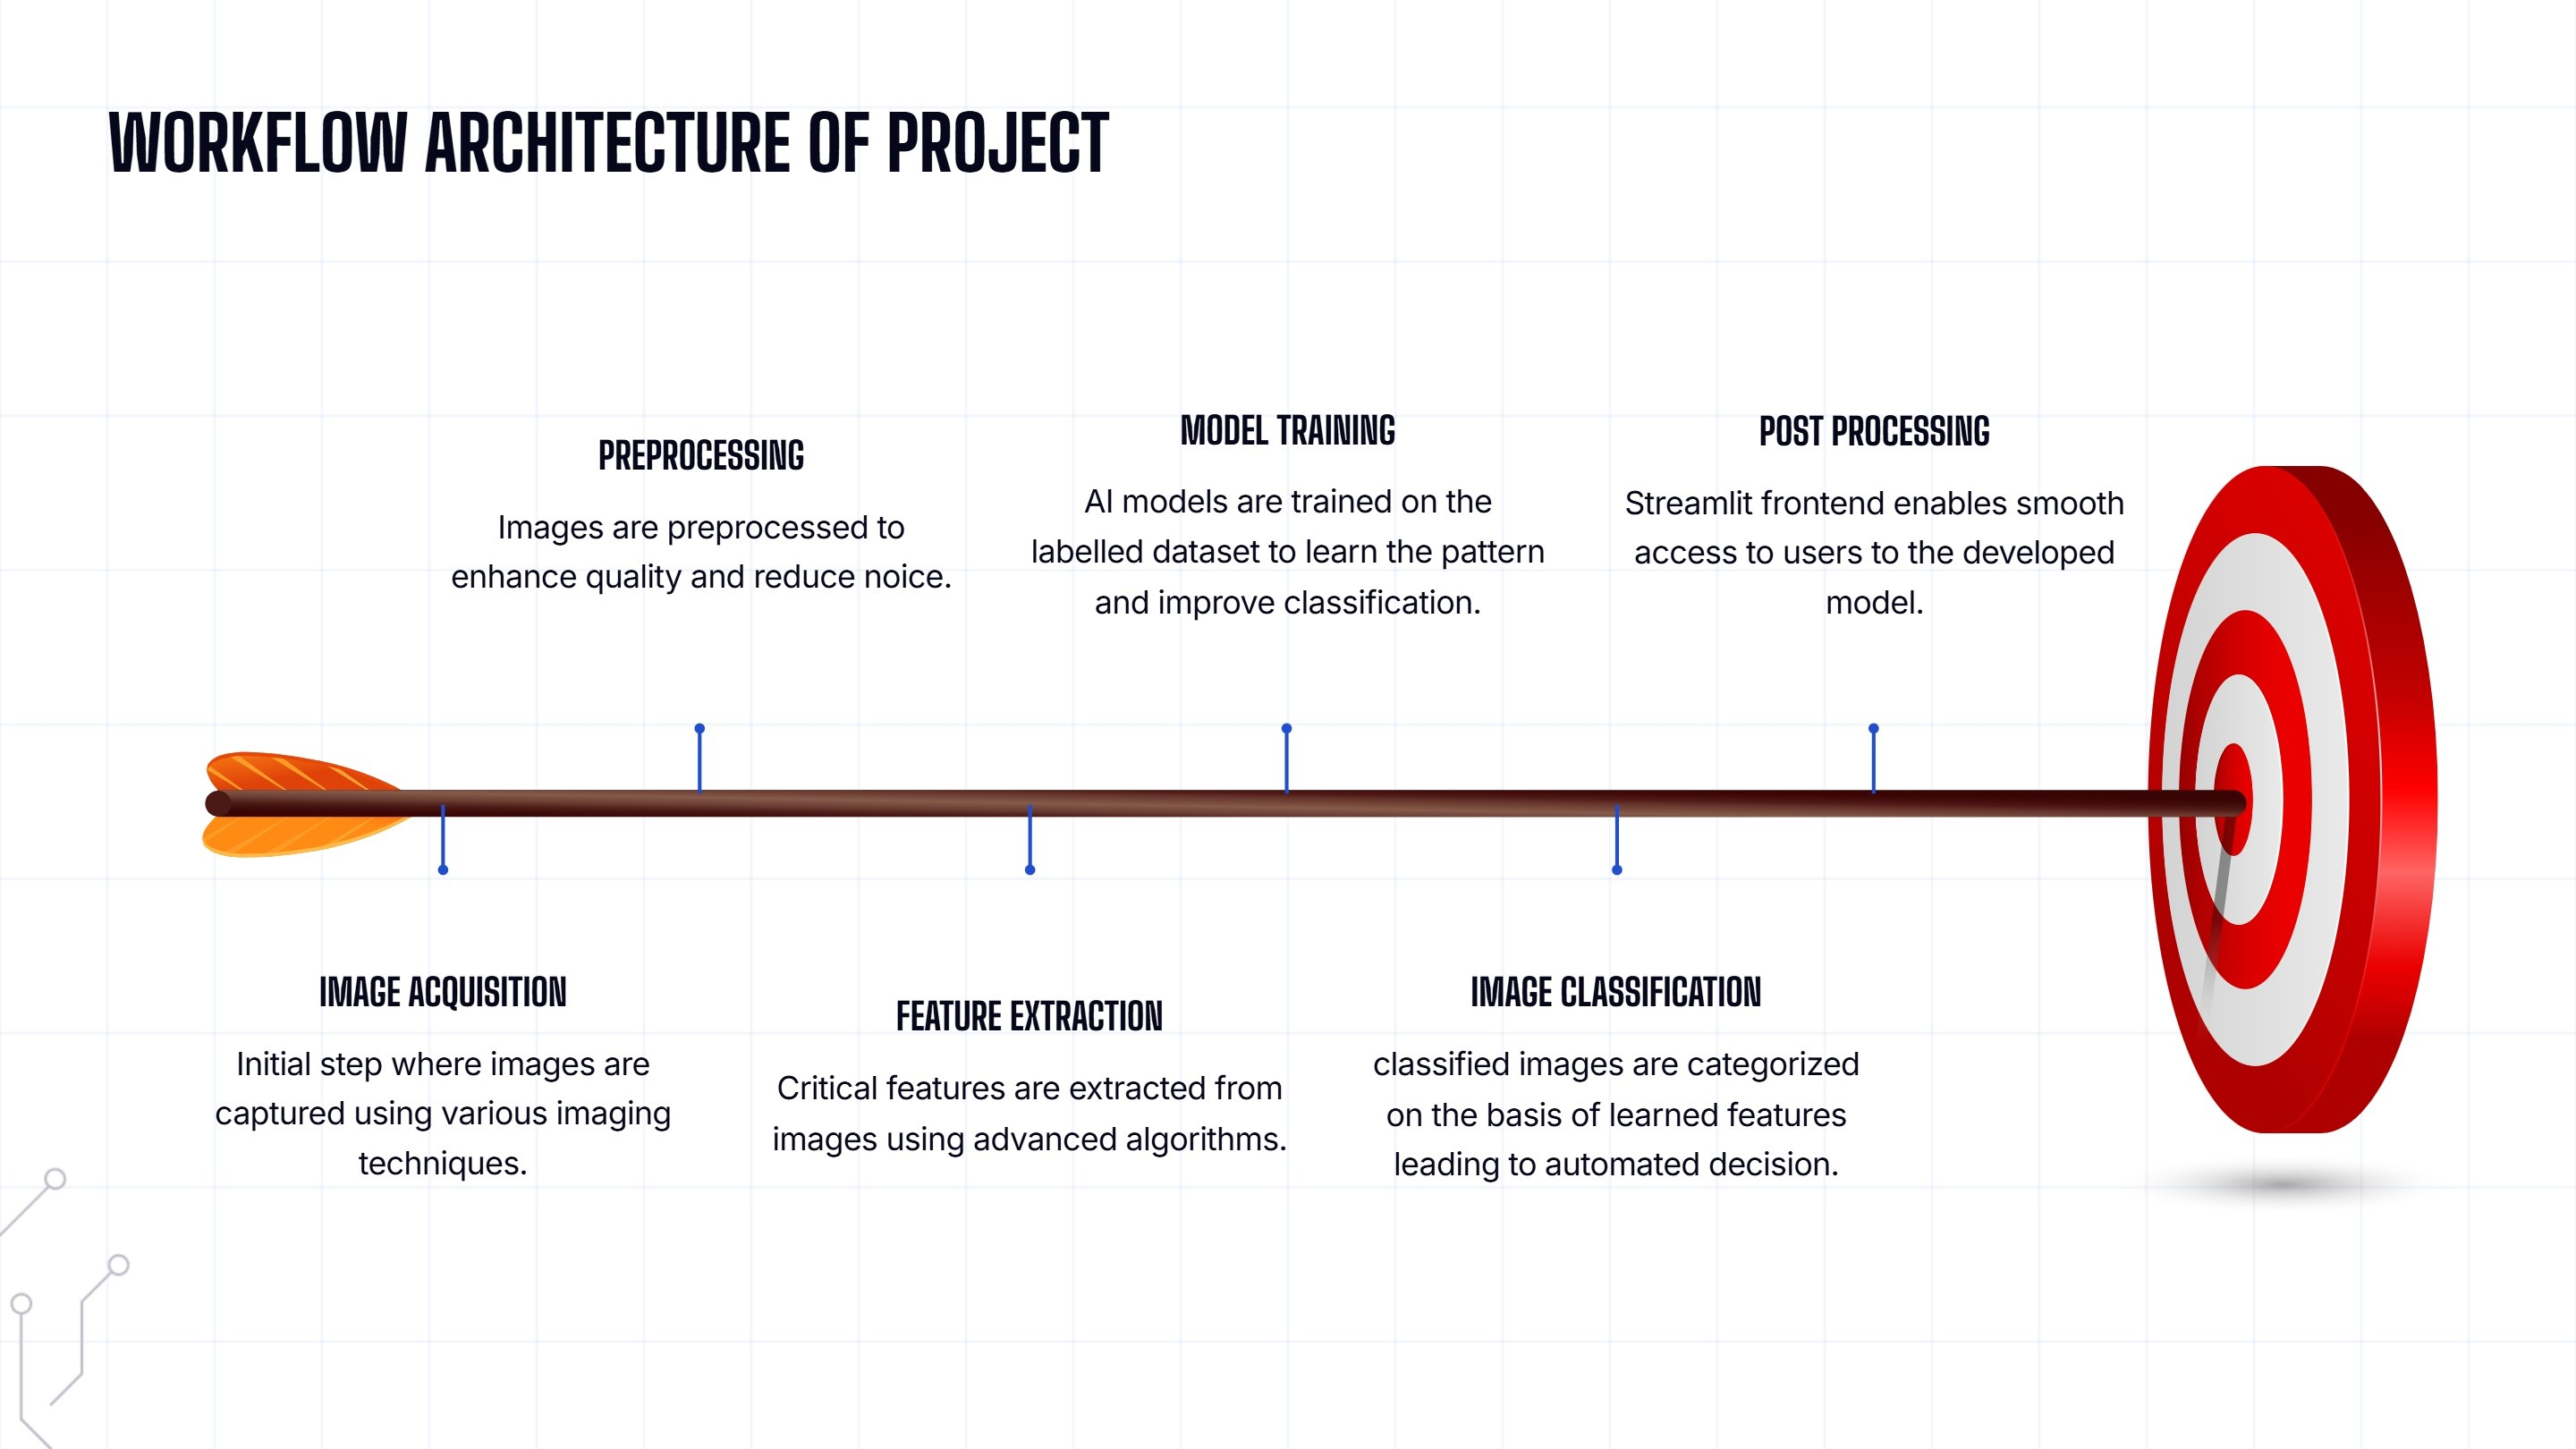 WORKFLOW ARCHITECTURE OF PROJECT
PREPROCESSING
Images are preprocessed to
enhance quality and reduce noice.
MODEL TRAINING
AI models are trained on the
labelled dataset to learn the pattern
and improve classification.
POST PROCESSING
Streamlit frontend enables smooth
access to users to the developed
model.
IMAGE ACQUISITION
Initial step where images are
captured using various imaging
techniques.
FEATURE EXTRACTION
Critical features are extracted from
images using advanced algorithms.
IMAGE CLASSIFICATION
classified images are categorized
on the basis of learned features
leading to automated decision.